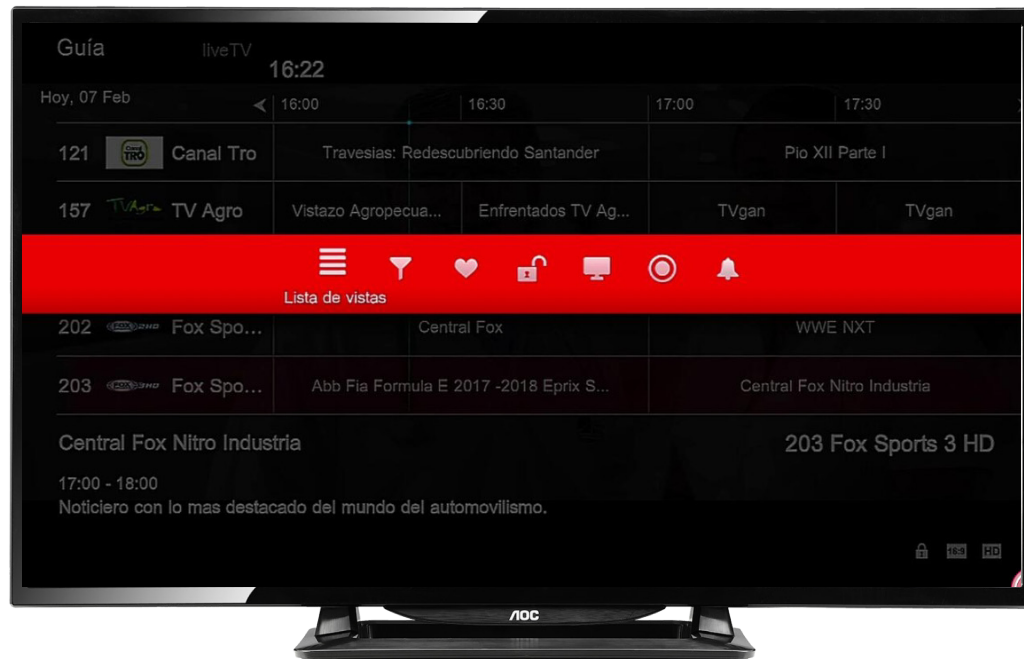 Guía
liveTV
16:22
Hoy, 07 Feb
16:00
16:30
17:00
17:30
121
Canal TRO
Canal Tro
Travesias: Redescubriendo Santander
Pio XII Parte I
157
TVAgro
TV Agro
Vistazo Agropecua...
Enfrentados TV Ag...
TVgan
TVgan
Lista de vistas
202
Fox Spo...
Central Fox
WWE NXT
203
Fox Spo...
Abb Fia Formula E 2017 -2018 Eprix S...
Central Fox Nitro Industria
Central Fox Nitro Industria
203 Fox Sports 3 HD
17:00 - 18:00
Noticiero con lo mas destacado del mundo del automovilismo.
16:9
HD
AOC